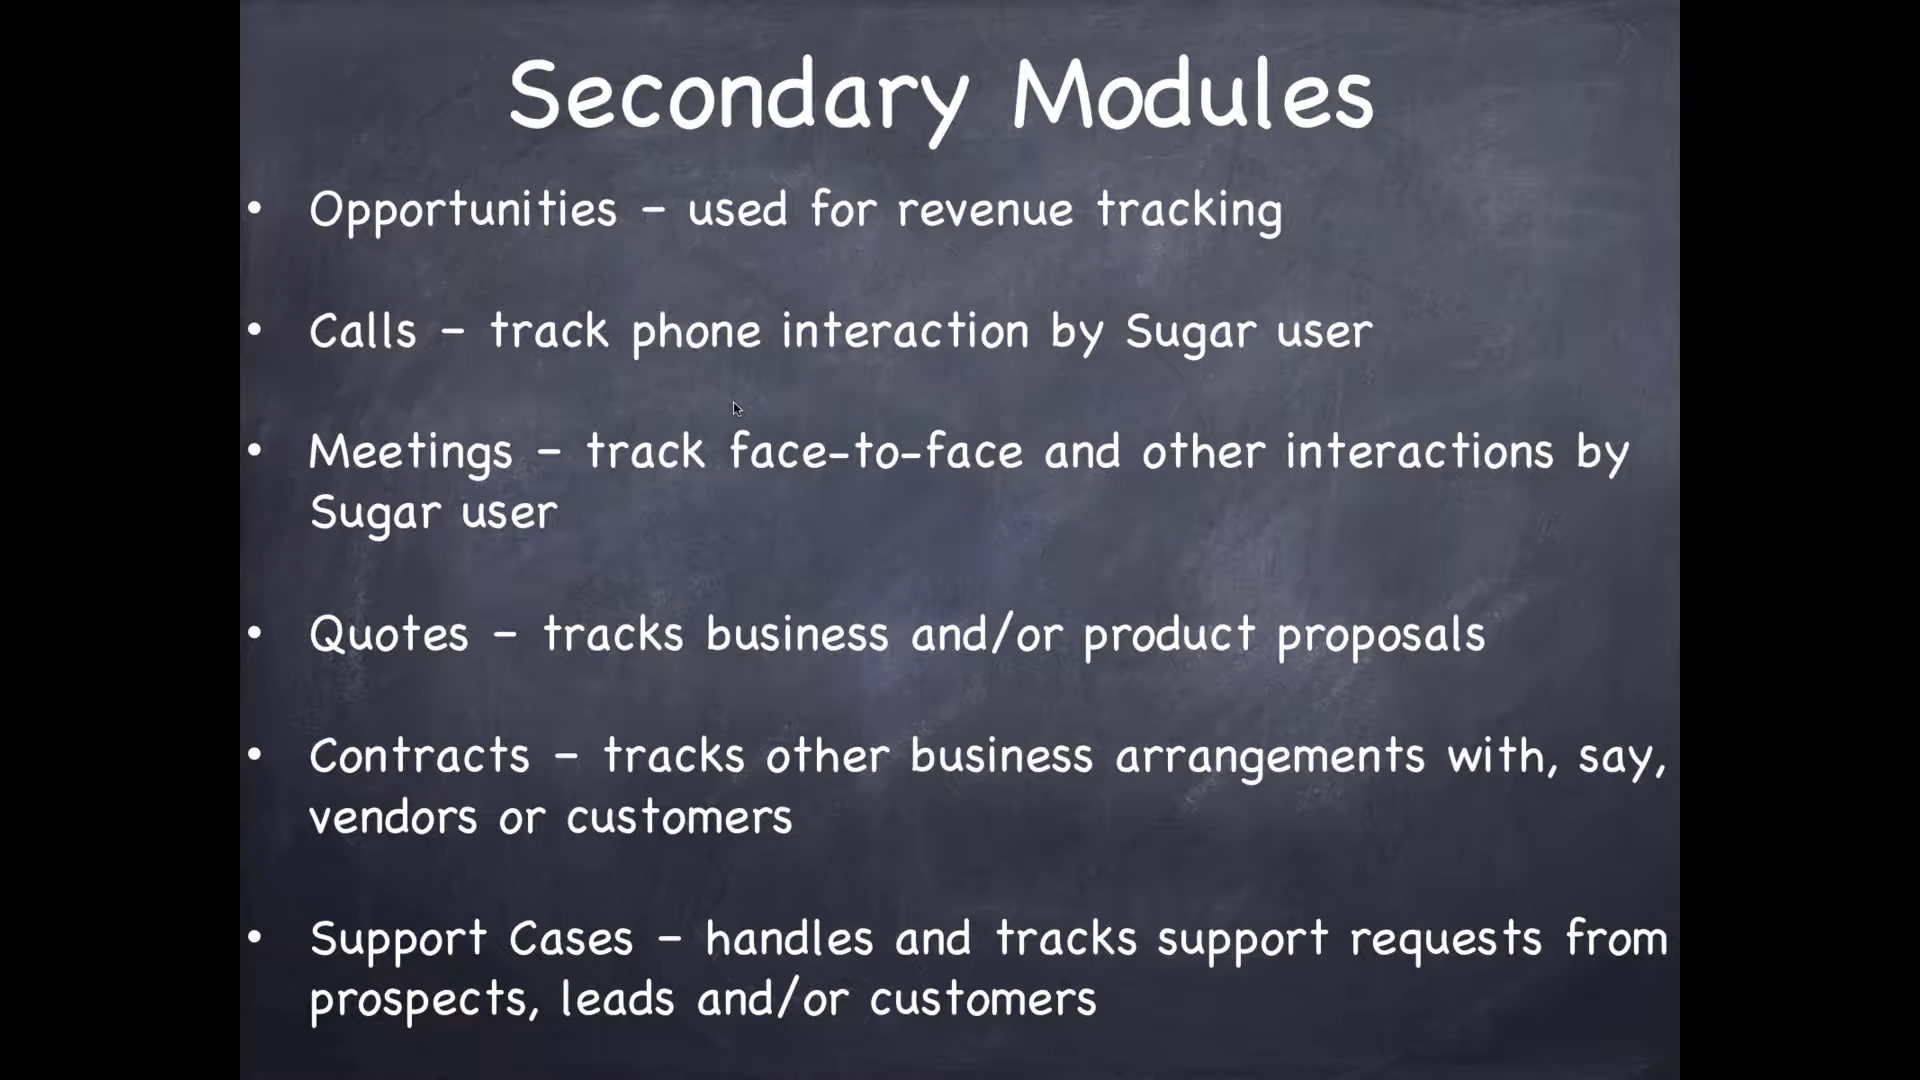 Secondary Modules
• Opportunities – used for revenue tracking
• Calls – track phone interaction by Sugar user
• Meetings – track face-to-face and other interactions by
Sugar user
• Quotes – tracks business and/or product proposals
• Contracts – tracks other business arrangements with, say,
vendors or customers
• Support Cases – handles and tracks support requests from
prospects, leads and/or customers